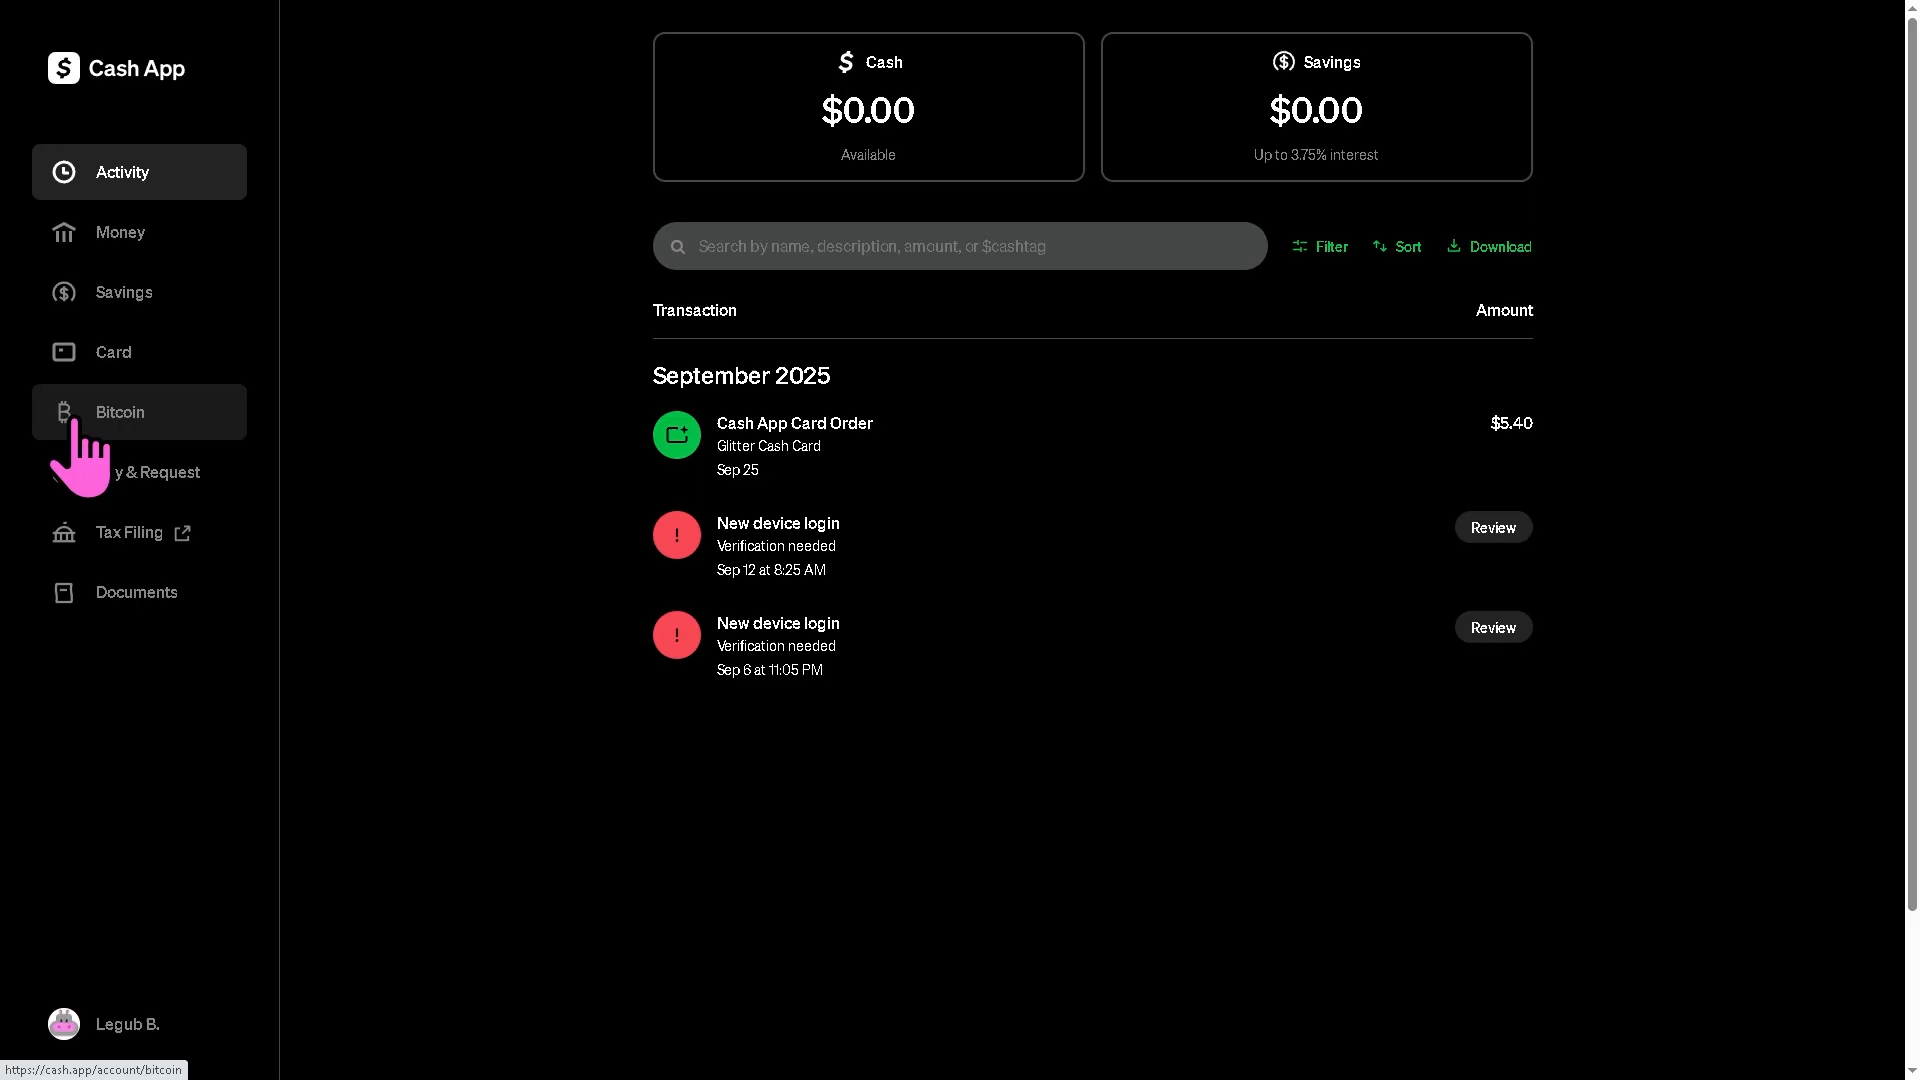 Cash App
Activity
Money
Savings
Card
Bitcoin
y & Request
Tax Filing
Documents
Legub B.
https://cash.app/account/bitcoin
Cash
$0.00
Available
Savings
$0.00
Up to 3.75% interest
Search by name, description, amount, or $cashtag
Filter
Sort
Download
Transaction
Amount
September 2025
Cash App Card Order
$5.40
Glitter Cash Card
Sep 25
New device login
Review
Verification needed
Sep 12 at 8:25 AM
New device login
Review
Verification needed
Sep 6 at 11:05 PM